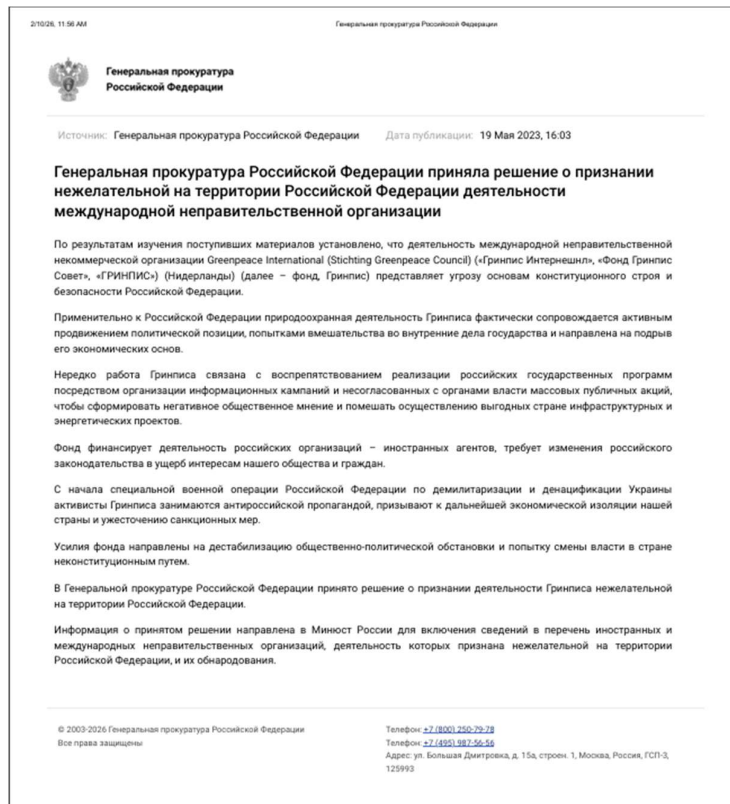 2/10/26, 11:56 AM
Генеральная прокуратура Российской Федерации
Генеральная прокуратура
Российской Федерации
Источник: Генеральная прокуратура Российской Федерации
Дата публикации: 19 Мая 2023, 16:03
Генеральная прокуратура Российской Федерации приняла решение о признании
нежелательной на территории Российской Федерации деятельности
международной неправительственной организации
По результатам изучения поступивших материалов установлено, что деятельность международной неправительственной
некоммерческой организации Greenpeace International (Stichting Greenpeace Council) («Гринпис Интернешнл», «Фонд Гринпис
Совет», «ГРИНПИС») (Нидерланды) (далее – фонд, Гринпис) представляет угрозу основам конституционного строя и
безопасности Российской Федерации.
Применительно к Российской Федерации природоохранная деятельность Гринписа фактически сопровождается активным
продвижением политической позиции, попытками вмешательства во внутренние дела государства и направлена на подрыв
его экономических основ.
Нередко работа Гринписа связана с воспрепятствованием реализации российских государственных программ
посредством организации информационных кампаний и несогласованных с органами власти массовых публичных акций,
чтобы сформировать негативное общественное мнение и помешать осуществлению выгодных стране инфраструктурных и
энергетических проектов.
Фонд финансирует деятельность российских организаций – иностранных агентов, требует изменения российского
законодательства в ущерб интересам нашего общества и граждан.
С начала специальной военной операции Российской Федерации по демилитаризации и денацификации Украины
активисты Гринписа занимаются антироссийской пропагандой, призывают к дальнейшей экономической изоляции нашей
страны и ужесточению санкционных мер.
Усилия фонда направлены на дестабилизацию общественно-политической обстановки и попытку смены власти в стране
неконституционным путем.
В Генеральной прокуратуре Российской Федерации принято решение о признании деятельности Гринписа нежелательной
на территории Российской Федерации.
Информация о принятом решении направлена в Минюст России для включения сведений в перечень иностранных и
международных неправительственных организаций, деятельность которых признана нежелательной на территории
Российской Федерации, и их обнародования.
© 2003-2026 Генеральная прокуратура Российской Федерации
Все права защищены
Телефон: +7 (800) 250-79-78
Телефон: +7 (495) 987-56-56
Адрес: ул. Большая Дмитровка, д. 15а, строен. 1, Москва, Россия, ГСП-3,
125993